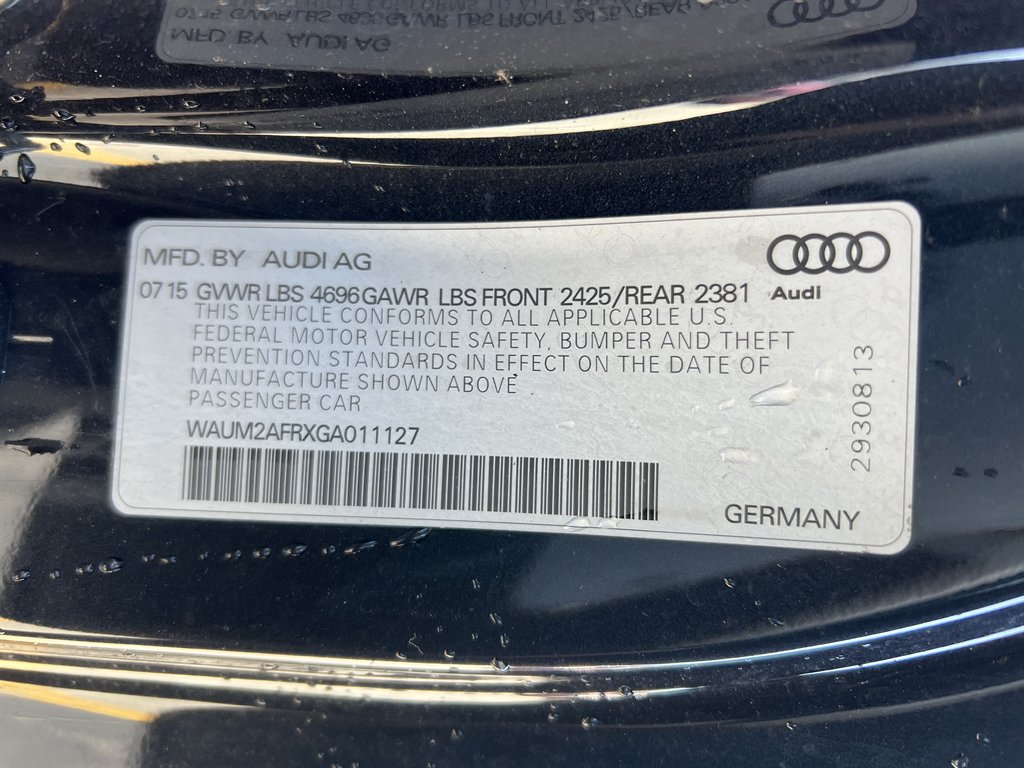 MFD. BY AUDI AG
07 15 GVWR LBS 4696 GAWR LBS FRONT 2425/REAR 2381
Audi
THIS VEHICLE CONFORMS TO ALL APPLICABLE U.S.
FEDERAL MOTOR VEHICLE SAFETY, BUMPER AND THEFT
PREVENTION STANDARDS IN EFFECT ON THE DATE OF
MANUFACTURE SHOWN ABOVE.
PASSENGER CAR
WAUM2AFRXGA011127
2930813
GERMANY